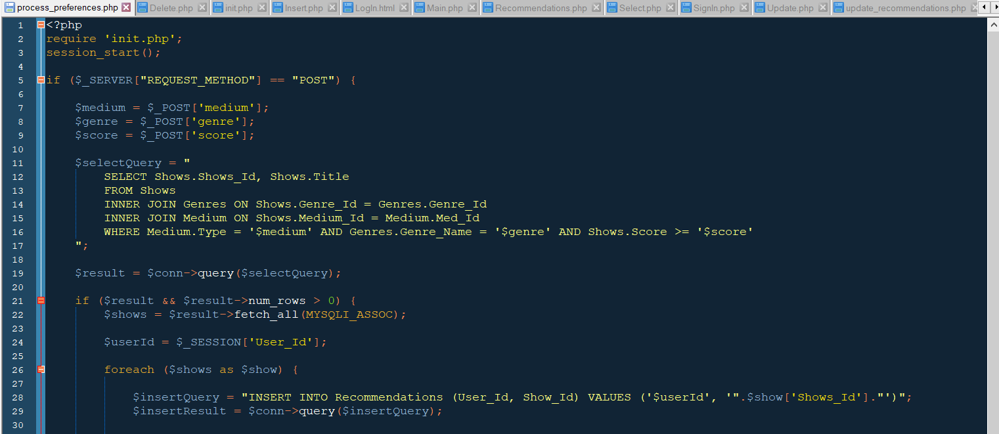 process_preferences.php Delete.php init.php Insert.php LogIn.html Main.php Recommendations.php Select.php SignIn.php Update.php update_recommendations.php
1 <?php
2 require 'init.php';
3 session_start();
4
5 if ($_SERVER["REQUEST_METHOD"] == "POST") {
6
7 $medium = $_POST['medium'];
8 $genre = $_POST['genre'];
9 $score = $_POST['score'];
10
11 $selectQuery = "
12 SELECT Shows.Shows_Id, Shows.Title
13 FROM Shows
14 INNER JOIN Genres ON Shows.Genre_Id = Genres.Genre_Id
15 INNER JOIN Medium ON Shows.Medium_Id = Medium.Med_Id
16 WHERE Medium.Type = '$medium' AND Genres.Genre_Name = '$genre' AND Shows.Score >= '$score'
17 ";
18
19 $result = $conn->query($selectQuery);
20
21 if ($result && $result->num_rows > 0) {
22 $shows = $result->fetch_all(MYSQLI_ASSOC);
23
24 $userId = $_SESSION['User_Id'];
25
26 foreach ($shows as $show) {
27
28 $insertQuery = "INSERT INTO Recommendations (User_Id, Show_Id) VALUES ('$userId', '".$show['Shows_Id']."')";
29 $insertResult = $conn->query($insertQuery);
30